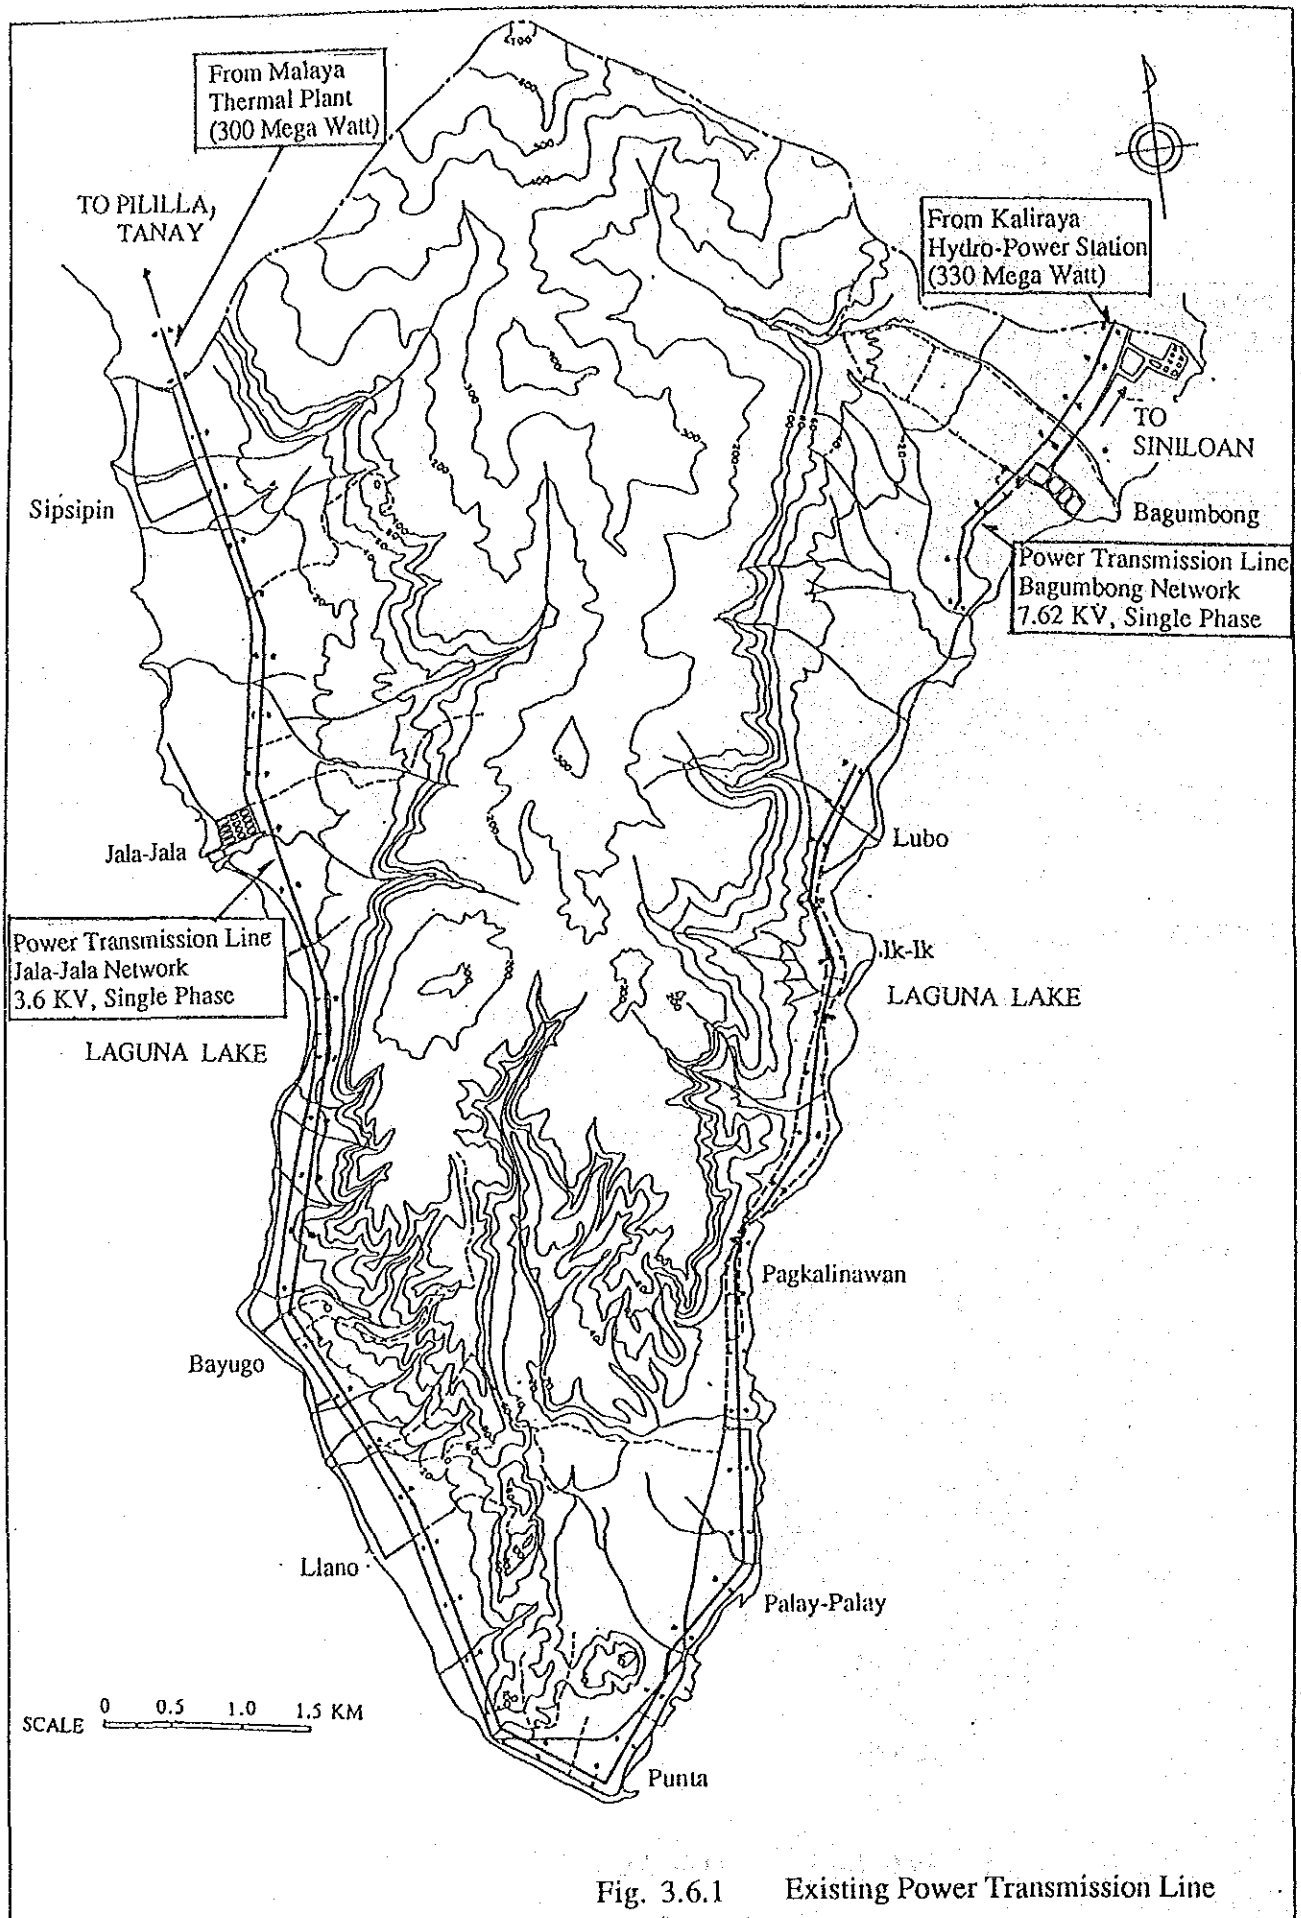 From Malaya
Thermal Plant
(300 Mega Watt)
TO PILILLA,
TANAY
From Kaliraya
Hydro-Power Station
(330 Mega Watt)
TO
SINILOAN
Sipsipin
Bagumbong
Power Transmission Line
Bagumbong Network
7.62 KV, Single Phase
Jala-Jala
Lubo
Power Transmission Line
Jala-Jala Network
3.6 KV, Single Phase
Ik-Ik
LAGUNA LAKE
LAGUNA LAKE
Pagkalinawan
Bayugo
Llano
Palay-Palay
SCALE 0 0.5 1.0 1.5 KM
Punta
Fig. 3.6.1 Existing Power Transmission Line